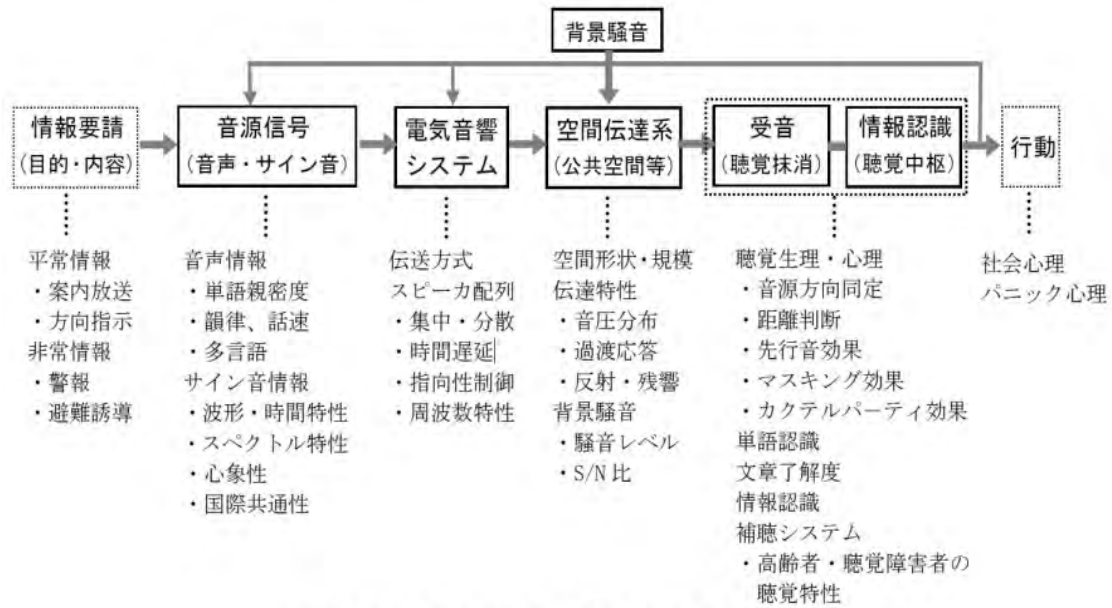 背景騒音
情報要請
(目的・内容)
音源信号
(音声・サイン音)
電気音響
システム
空間伝達系
(公共空間等)
受音
(聴覚抹消)
情報認識
(聴覚中枢)
行動
平常情報
・案内放送
・方向指示
非常情報
・警報
・避難誘導
音声情報
・単語親密度
・韻律、話速
・多言語
サイン音情報
・波形・時間特性
・スペクトル特性
・心象性
・国際共通性
伝送方式
スピーカ配列
・集中・分散
・時間遅延
・指向性制御
・周波数特性
空間形状・規模
伝達特性
・音圧分布
・過渡応答
・反射・残響
背景騒音
・騒音レベル
・S/N比
聴覚生理・心理
・音源方向同定
・距離判断
・先行音効果
・マスキング効果
・カクテルパーティ効果
単語認識
文章了解度
情報認識
補聴システム
・高齢者・聴覚障害者の
聴覚特性
社会心理
パニック心理